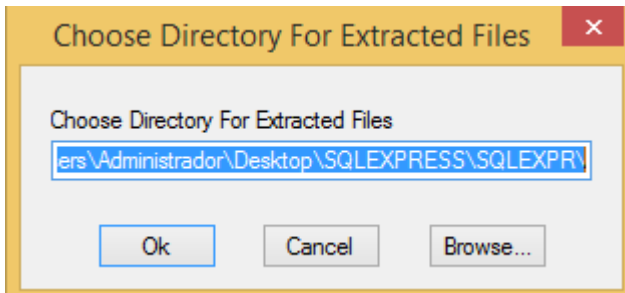 Choose Directory For Extracted Files
Choose Directory For Extracted Files
ers\Administrador\Desktop\SQLEXPRESS\SQLEXPR\
Ok Cancel Browse...